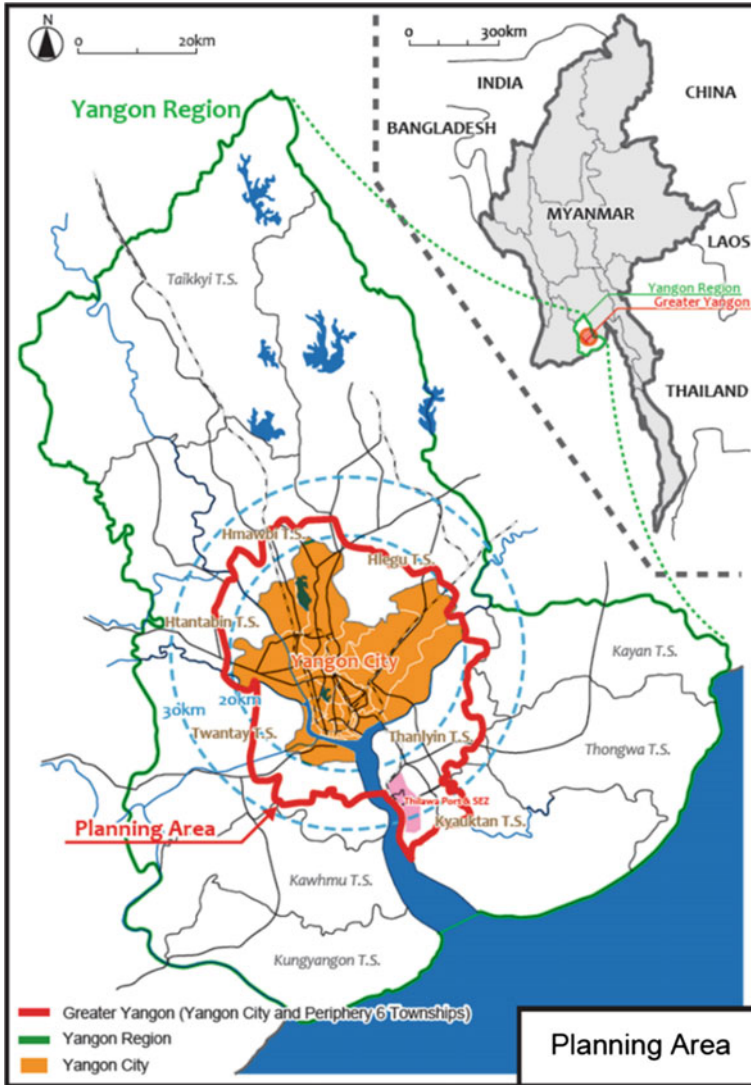 N
0
20km
0
300km
INDIA
CHINA
BANGLADESH
MYANMAR
LAOS
Yangon Region
Greater Yangon
THAILAND
Yangon Region
Taikkyi T.S.
Hmawbi T.S.
Hlegu T.S.
Htantabin T.S.
Yangon City
Kayan T.S.
20km
30km
Twantay T.S.
Thanlyin T.S.
Thongwa T.S.
Thilawa Port & SEZ
Planning Area
Kyauktan T.S.
Kawhmu T.S.
Kungyangon T.S.
Greater Yangon (Yangon City and Periphery 6 Townships)
Yangon Region
Yangon City
Planning Area